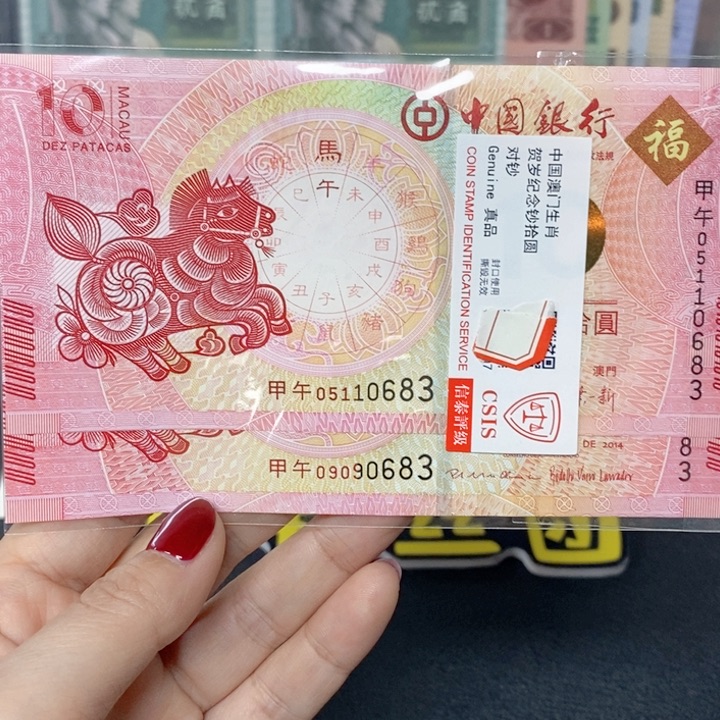 貳角
10
MACAU
DEZ PATACAS
中國銀行
福
馬
午
未
申
酉
戌
亥
子
丑
寅
卯
辰
巳
猴
鷄
狗
豬
鼠
中国澳门生肖
贺岁纪念钞拾圆
对钞
Genuine 真品
封口使用
撕毁无效
COIN STAMP IDENTIFICATION SERVICE
信泰評級
CSIS
拾圓
澳門
甲午05110683
甲午05110683
甲午09090683
DE 2014
83